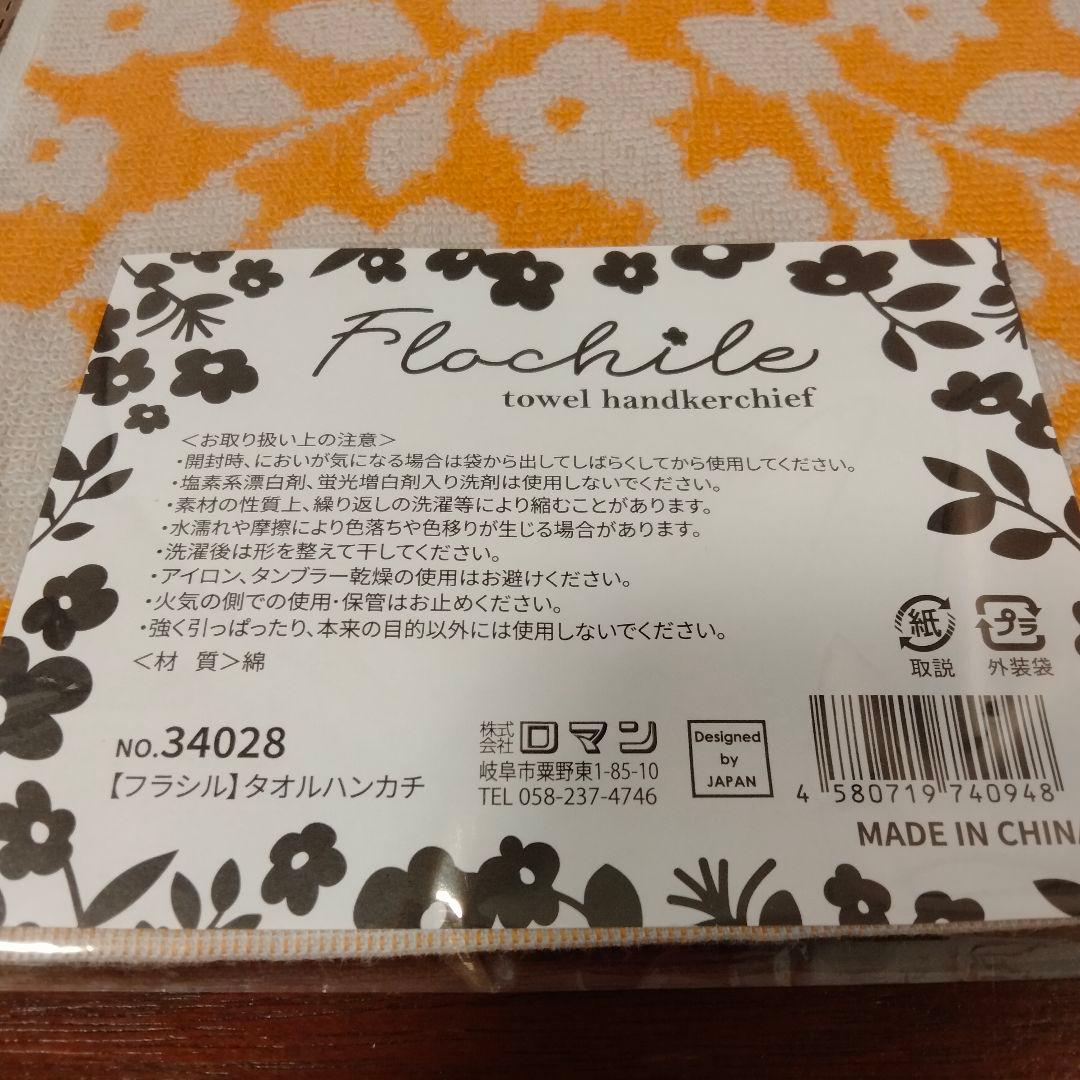 Flochile
towel handkerchief
＜お取り扱い上の注意＞
・開封時、においが気になる場合は袋から出してしばらくしてから使用してください。
・塩素系漂白剤、蛍光増白剤入り洗剤は使用しないでください。
・素材の性質上、繰り返しの洗濯等により縮むことがあります。
・水濡れや摩擦により色落ちや色移りが生じる場合があります。
・洗濯後は形を整えて干してください。
・アイロン、タンブラー乾燥の使用はお避けください。
・火気の側での使用・保管はお止めください。
・強く引っぱったり、本来の目的以外には使用しないでください。
＜材　質＞綿
紙
取説
プラ
外装袋
NO.34028
【フラシル】タオルハンカチ
株式会社 ロマン
岐阜市粟野東1-85-10
TEL 058-237-4746
Designed
by
JAPAN
4 580719 740948
MADE IN CHINA